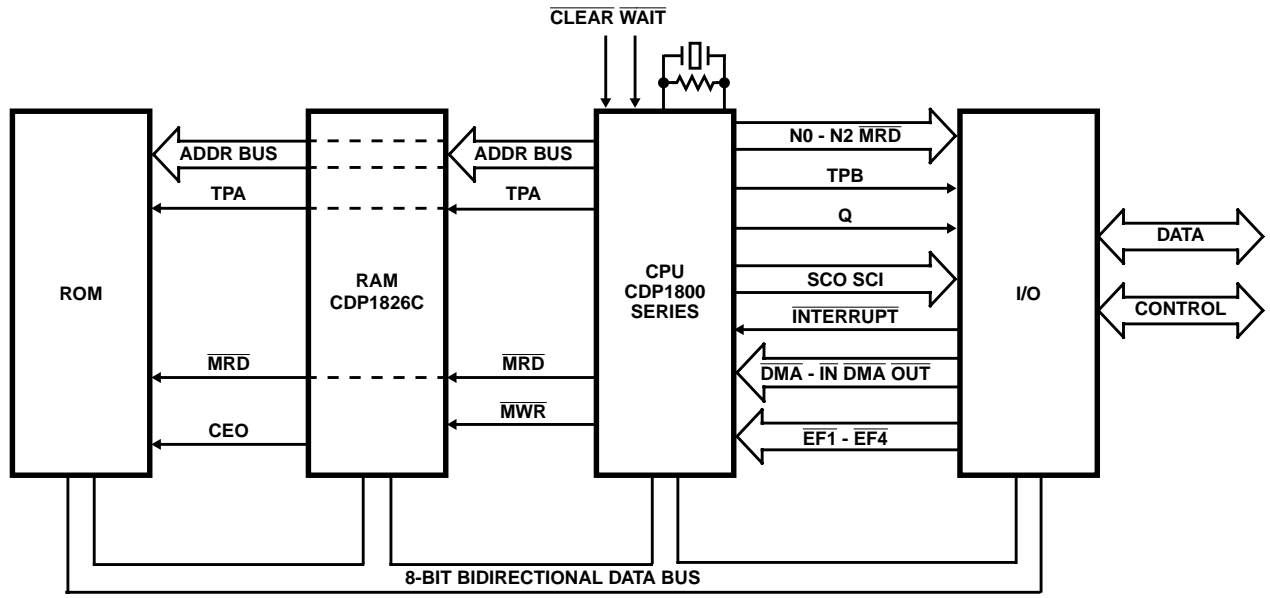 CLEAR WAIT
ADDR BUS
ADDR BUS
N0 - N2 MRD
TPA
TPA
TPB
Q
ROM
RAM
CDP1826C
CPU
CDP1800
SERIES
SCO SCI
I/O
DATA
CONTROL
INTERRUPT
MRD
MRD
DMA - IN DMA OUT
MWR
CEO
EF1 - EF4
8-BIT BIDIRECTIONAL DATA BUS